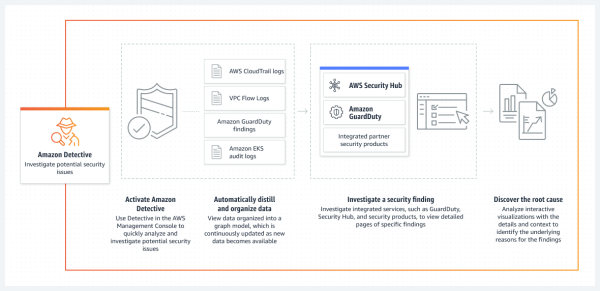 Amazon Detective
Investigate potential security
issues
AWS CloudTrail logs
VPC Flow Logs
Amazon GuardDuty
findings
Amazon EKS
audit logs
AWS Security Hub
Amazon
GuardDuty
Integrated partner
security products
Activate Amazon
Detective
Use Detective in the AWS
Management Console to
quickly analyze and
investigate potential security
issues
Automatically distill
and organize data
View data organized into a
graph model, which is
continuously updated as new
data becomes available
Investigate a security finding
Investigate integrated services, such as GuardDuty,
Security Hub, and security products, to view detailed
pages of specific findings
Discover the root cause
Analyze interactive
visualizations with the
details and context to
identify the underlying
reasons for the findings